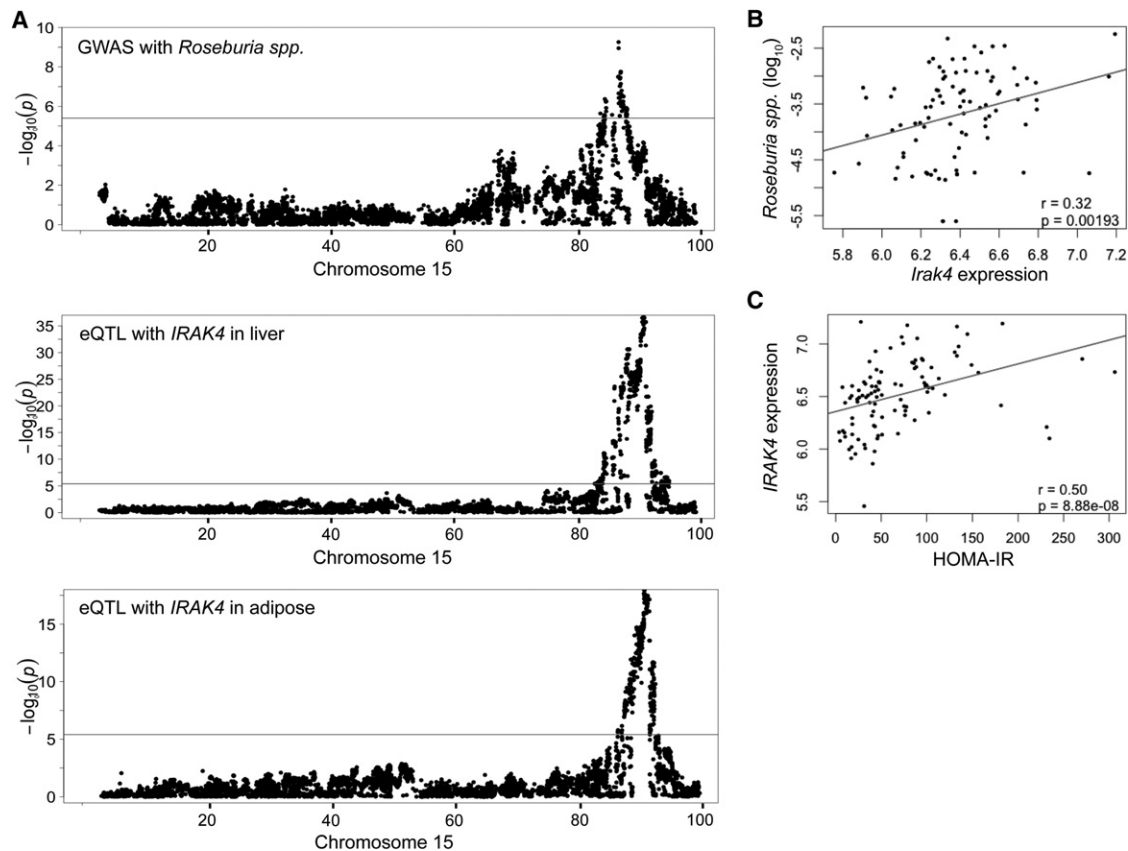 A
GWAS with Roseburia spp.
−log₁₀(p)
10
8
6
4
2
0
20 40 60 80 100
Chromosome 15
eQTL with IRAK4 in liver
−log₁₀(p)
35
30
25
20
15
10
5
0
20 40 60 80 100
Chromosome 15
eQTL with IRAK4 in adipose
−log₁₀(p)
15
10
5
0
20 40 60 80 100
Chromosome 15
B
Roseburia spp. (log₁₀)
-2.5
-3.5
-4.5
-5.5
r = 0.32
p = 0.00193
5.8 6.0 6.2 6.4 6.6 6.8 7.0 7.2
Irak4 expression
C
IRAK4 expression
7.0
6.5
6.0
5.5
r = 0.50
p = 8.88e-08
0 50 100 150 200 250 300
HOMA-IR